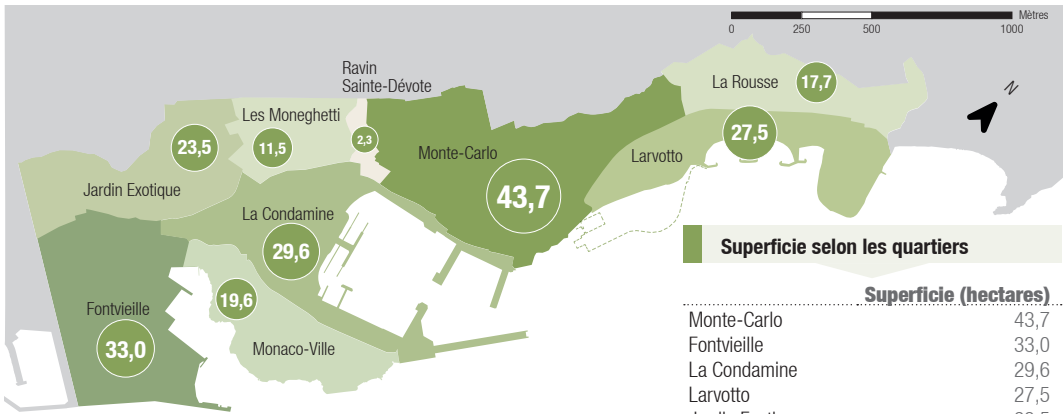 Mètres
0 250 500 1000
N
Ravin
Sainte-Dévote
La Rousse
17,7
Les Moneghetti
23,5
11,5
2,3
27,5
Monte-Carlo
Larvotto
43,7
Jardin Exotique
La Condamine
29,6
19,6
Fontvieille
33,0
Monaco-Ville
Superficie selon les quartiers
Superficie (hectares)
Monte-Carlo 43,7
Fontvieille 33,0
La Condamine 29,6
Larvotto 27,5